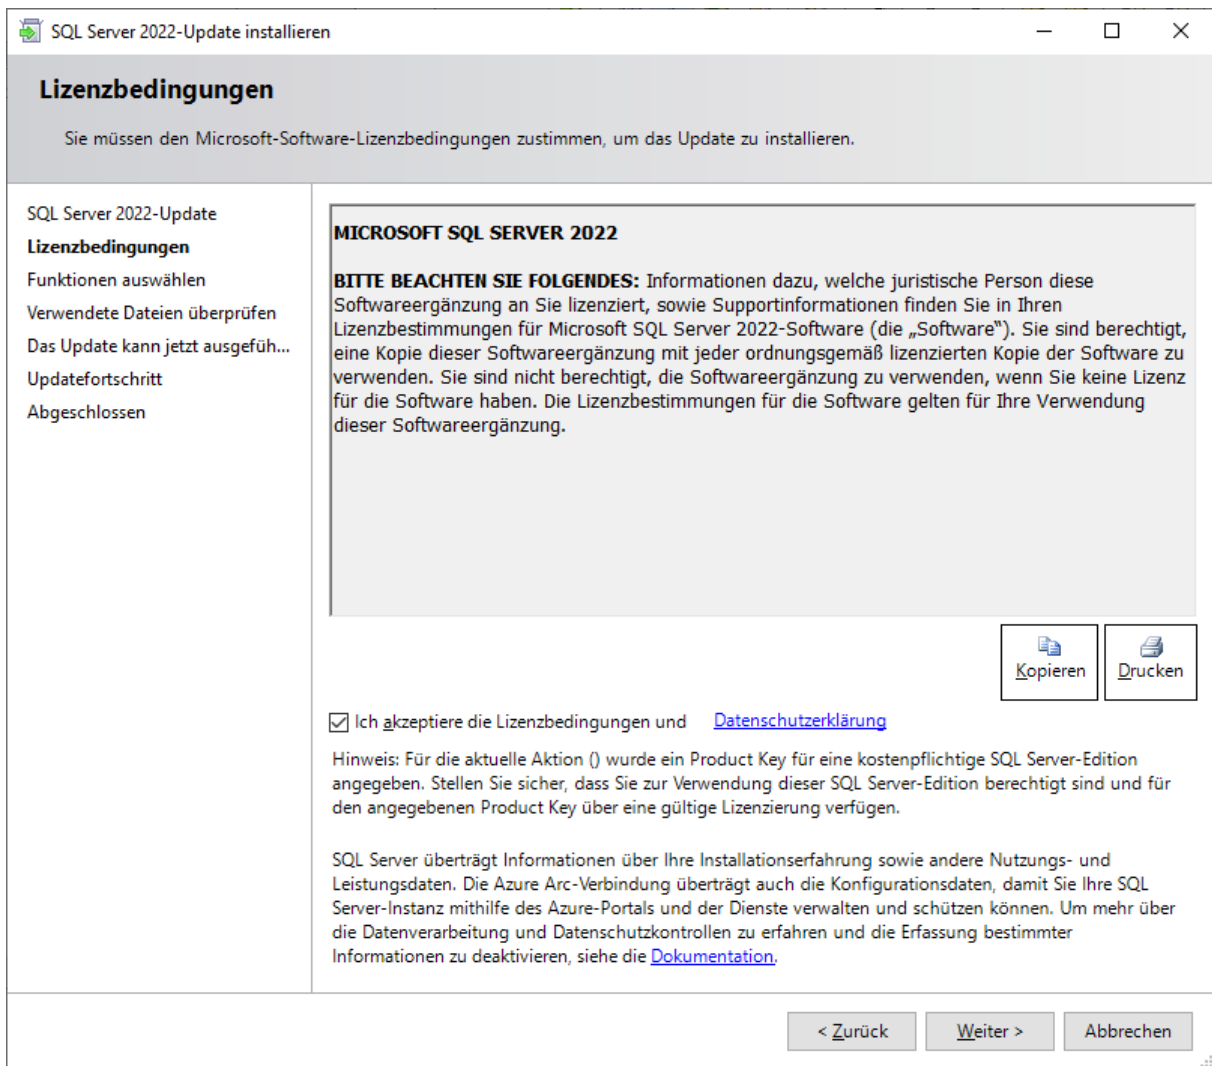 SQL Server 2022-Update installieren
Lizenzbedingungen
Sie müssen den Microsoft-Software-Lizenzbedingungen zustimmen, um das Update zu installieren.
SQL Server 2022-Update
Lizenzbedingungen
Funktionen auswählen
Verwendete Dateien überprüfen
Das Update kann jetzt ausgefüh...
Updatefortschritt
Abgeschlossen
MICROSOFT SQL SERVER 2022
BITTE BEACHTEN SIE FOLGENDES: Informationen dazu, welche juristische Person diese
Softwareergänzung an Sie lizenziert, sowie Supportinformationen finden Sie in Ihren
Lizenzbestimmungen für Microsoft SQL Server 2022-Software (die „Software“). Sie sind berechtigt,
eine Kopie dieser Softwareergänzung mit jeder ordnungsgemäß lizenzierten Kopie der Software zu
verwenden. Sie sind nicht berechtigt, die Softwareergänzung zu verwenden, wenn Sie keine Lizenz
für die Software haben. Die Lizenzbestimmungen für die Software gelten für Ihre Verwendung
dieser Softwareergänzung.
Kopieren
Drucken
Ich akzeptiere die Lizenzbedingungen und Datenschutzerklärung
Hinweis: Für die aktuelle Aktion () wurde ein Product Key für eine kostenpflichtige SQL Server-Edition
angegeben. Stellen Sie sicher, dass Sie zur Verwendung dieser SQL Server-Edition berechtigt sind und für
den angegebenen Product Key über eine gültige Lizenzierung verfügen.
SQL Server überträgt Informationen über Ihre Installationserfahrung sowie andere Nutzungs- und
Leistungsdaten. Die Azure Arc-Verbindung überträgt auch die Konfigurationsdaten, damit Sie Ihre SQL
Server-Instanz mithilfe des Azure-Portals und der Dienste verwalten und schützen können. Um mehr über
die Datenverarbeitung und Datenschutzkontrollen zu erfahren und die Erfassung bestimmter
Informationen zu deaktivieren, siehe die Dokumentation.
< Zurück
Weiter >
Abbrechen